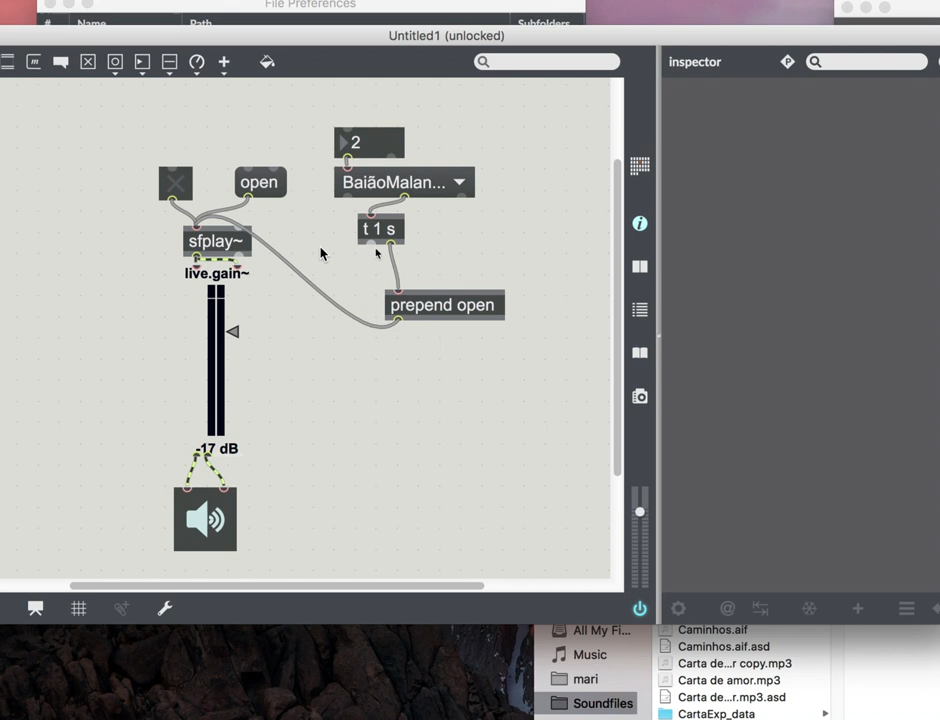 File Preferences
# Name Path Subfolders
Untitled1 (unlocked)
inspector
2
open
BaiãoMalan...
t 1 s
sfplay~
live.gain~
prepend open
-17 dB
All My Fi...
Music
mari
Soundfiles
Caminhos.aif
Caminhos.aif.asd
Carta de...r copy.mp3
Carta de amor.mp3
Carta de...r.mp3.asd
CartaExp_data